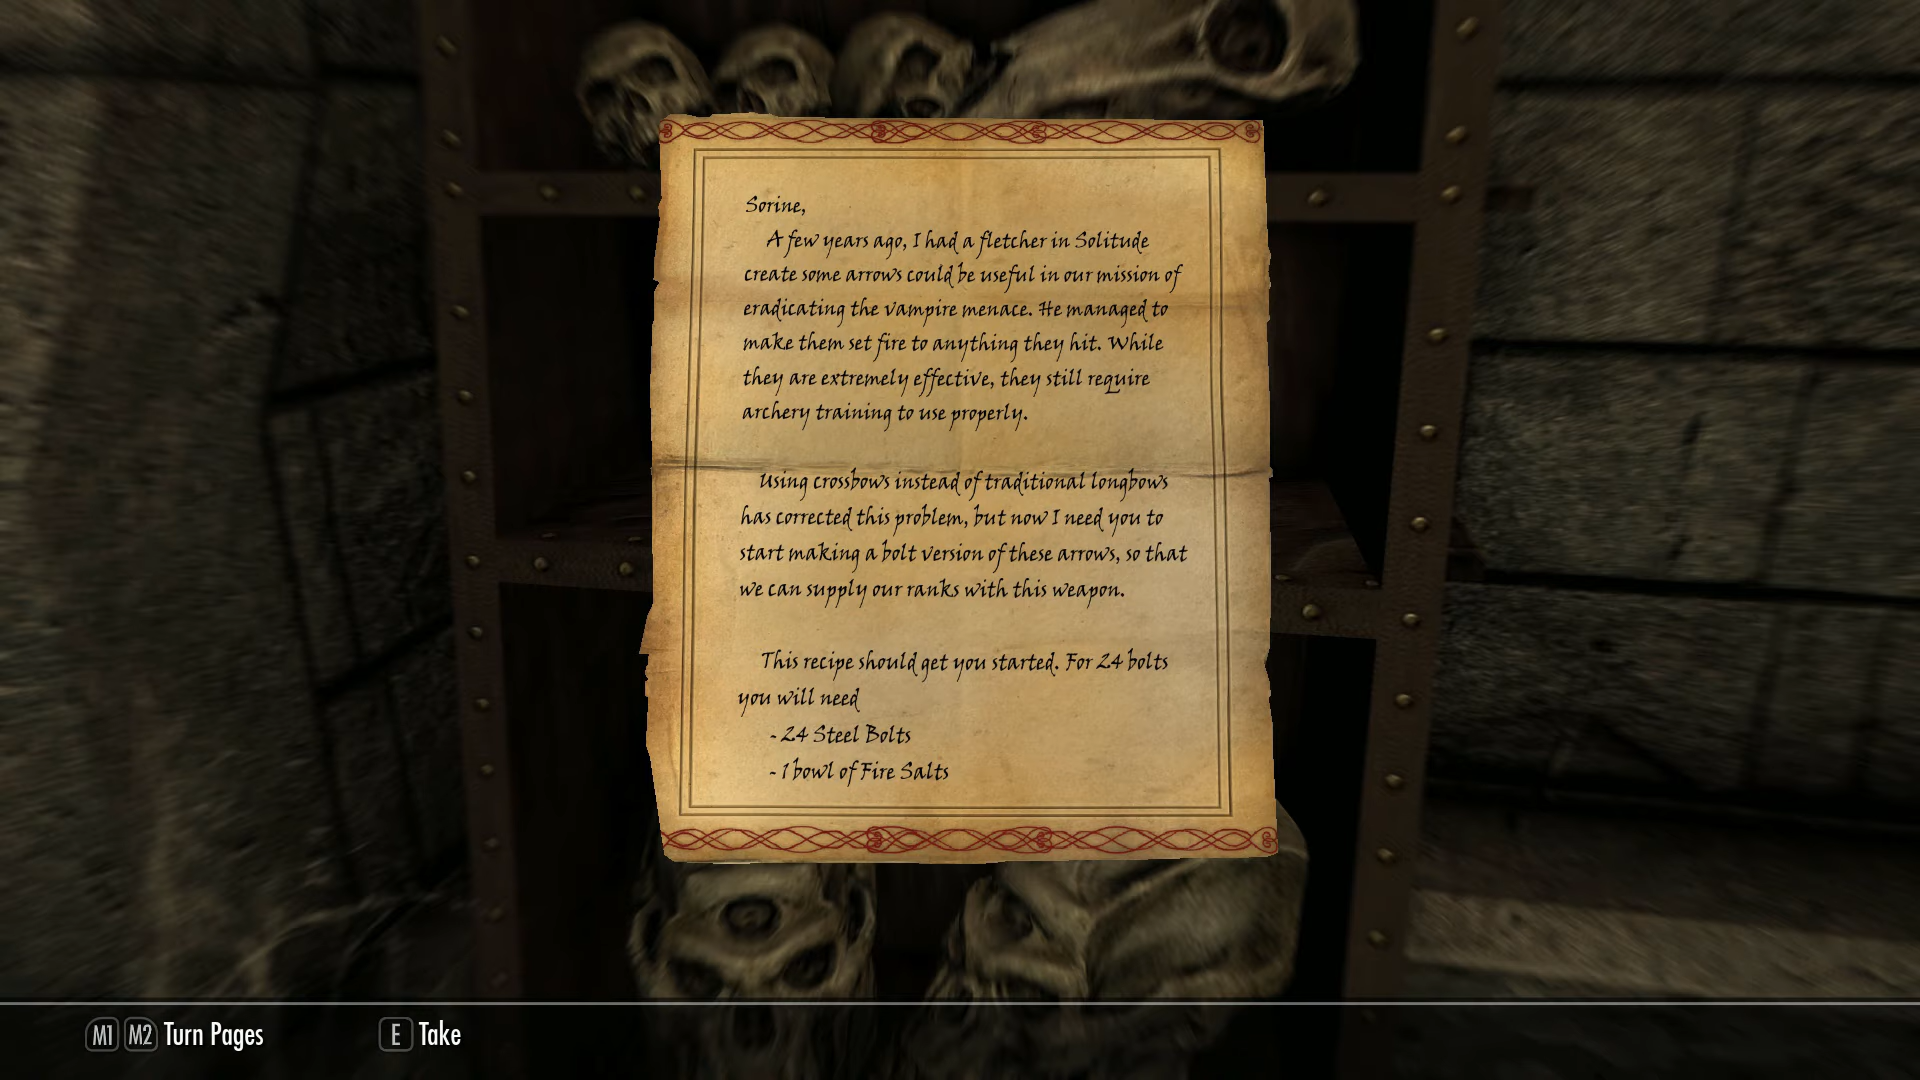 Sorine,
A few years ago, I had a fletcher in Solitude
create some arrows could be useful in our mission of
eradicating the vampire menace. He managed to
make them set fire to anything they hit. While
they are extremely effective, they still require
archery training to use properly.
Using crossbows instead of traditional longbows
has corrected this problem, but now I need you to
start making a bolt version of these arrows, so that
we can supply our ranks with this weapon.
This recipe should get you started. For 24 bolts
you will need
- 24 Steel Bolts
- 1 bowl of Fire Salts
M1 M2 Turn Pages E Take